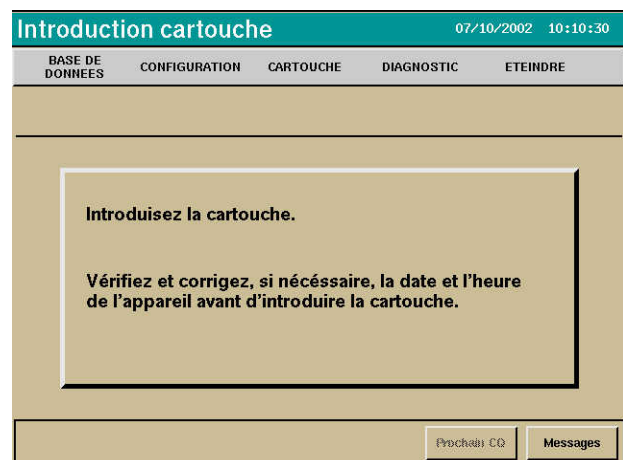 Introduction cartouche 07/10/2002 10:10:30
BASE DE DONNEES CONFIGURATION CARTOUCHE DIAGNOSTIC ETEINDRE
Introduisez la cartouche.
Vérifiez et corrigez, si nécéssaire, la date et l'heure
de l'appareil avant d'introduire la cartouche.
Prochain CQ Messages